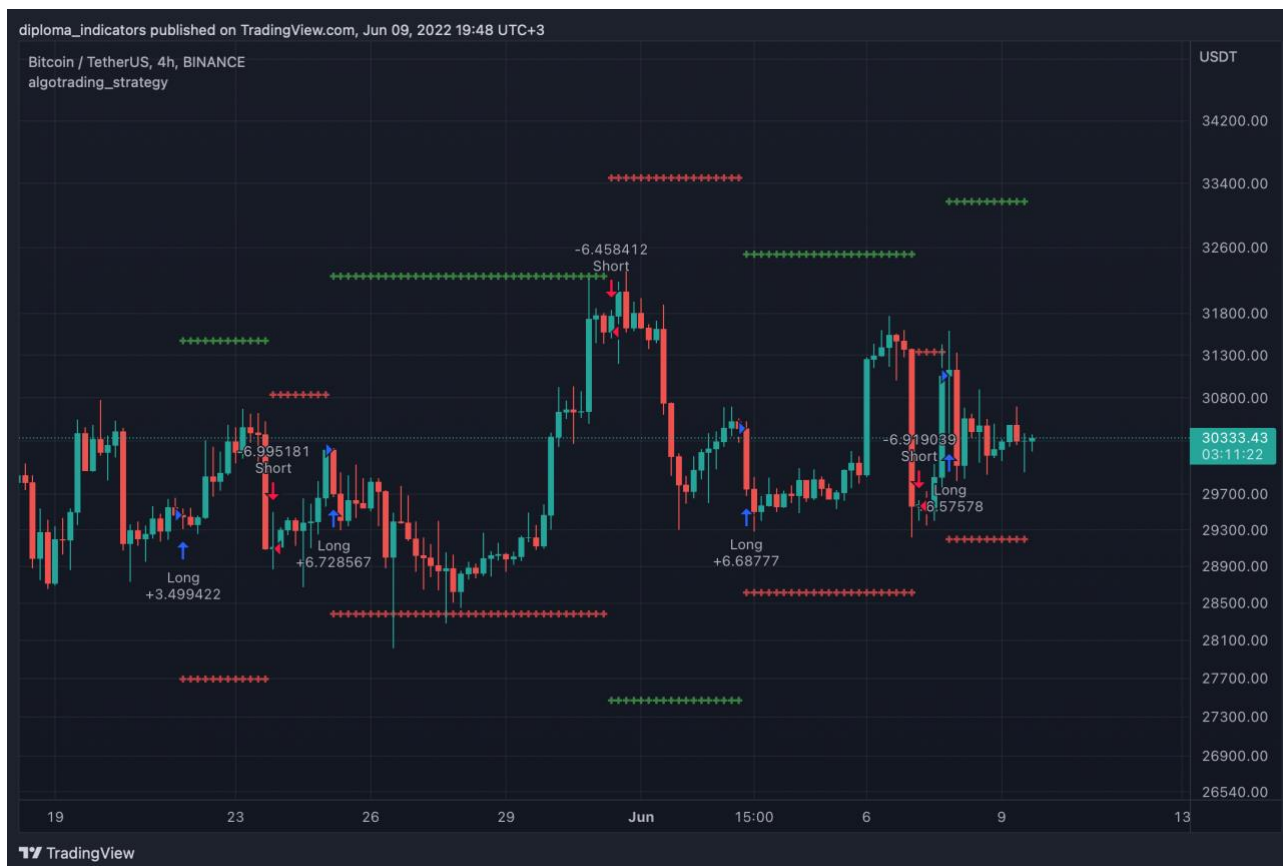 diploma_indicators published on TradingView.com, Jun 09, 2022 19:48 UTC+3
Bitcoin / TetherUS, 4h, BINANCE
algotrading_strategy
USDT
34200.00
33400.00
32600.00
31800.00
31300.00
30800.00
30333.43
03:11:22
29700.00
29300.00
28900.00
28500.00
28100.00
27700.00
27300.00
26900.00
26540.00
Long
+3.499422
-6.995181
Short
Long
+6.728567
-6.458412
Short
Long
+6.68777
-6.919039
Short
Long
6.57578
19
23
26
29
Jun
15:00
6
9
13
TradingView